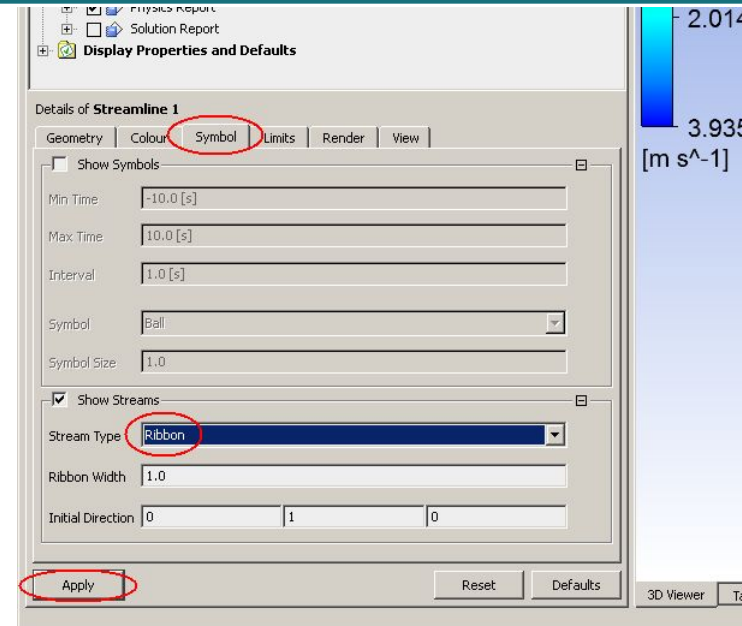 Physics Report
Solution Report
Display Properties and Defaults
Details of Streamline 1
Geometry Colour Symbol Limits Render View
Show Symbols
Min Time -10.0 [s]
Max Time 10.0 [s]
Interval 1.0 [s]
Symbol Ball
Symbol Size 1.0
Show Streams
Stream Type Ribbon
Ribbon Width 1.0
Initial Direction 0 1 0
Apply Reset Defaults
2.014
3.935
[m s^-1]
3D Viewer